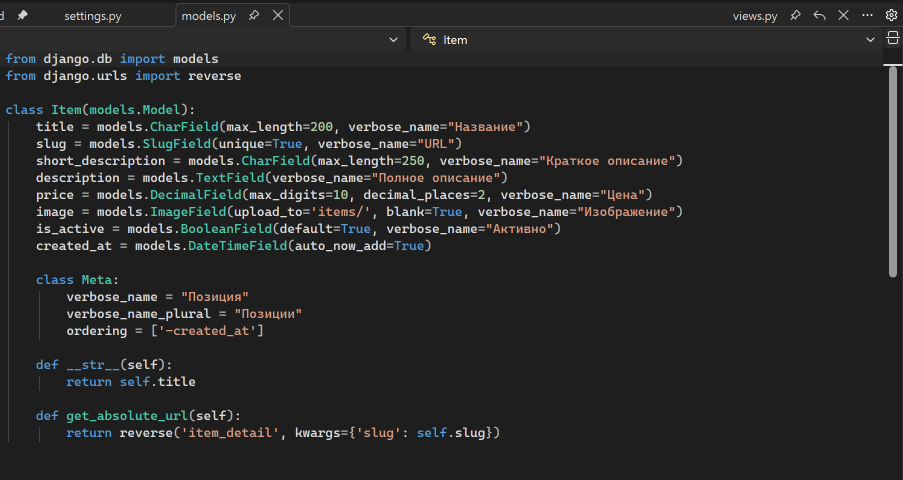 d settings.py models.py views.py
Item
from django.db import models
from django.urls import reverse
class Item(models.Model):
    title = models.CharField(max_length=200, verbose_name="Название")
    slug = models.SlugField(unique=True, verbose_name="URL")
    short_description = models.CharField(max_length=250, verbose_name="Краткое описание")
    description = models.TextField(verbose_name="Полное описание")
    price = models.DecimalField(max_digits=10, decimal_places=2, verbose_name="Цена")
    image = models.ImageField(upload_to='items/', blank=True, verbose_name="Изображение")
    is_active = models.BooleanField(default=True, verbose_name="Активно")
    created_at = models.DateTimeField(auto_now_add=True)
    class Meta:
        verbose_name = "Позиция"
        verbose_name_plural = "Позиции"
        ordering = ['-created_at']
    def __str__(self):
        return self.title
    def get_absolute_url(self):
        return reverse('item_detail', kwargs={'slug': self.slug})